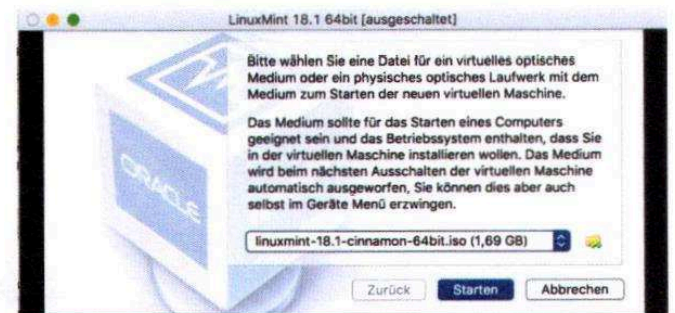 LinuxMint 18.1 64bit [ausgeschaltet]
Bitte wählen Sie eine Datei für ein virtuelles optisches
Medium oder ein physisches optisches Laufwerk mit dem
Medium zum Starten der neuen virtuellen Maschine.
Das Medium sollte für das Starten eines Computers
geeignet sein und das Betriebssystem enthalten, dass Sie
in der virtuellen Maschine installieren wollen. Das Medium
wird beim nächsten Ausschalten der virtuellen Maschine
automatisch ausgeworfen, Sie können dies aber auch
selbst im Geräte Menü erzwingen.
ORACLE
linuxmint-18.1-cinnamon-64bit.iso (1,69 GB)
Zurück Starten Abbrechen